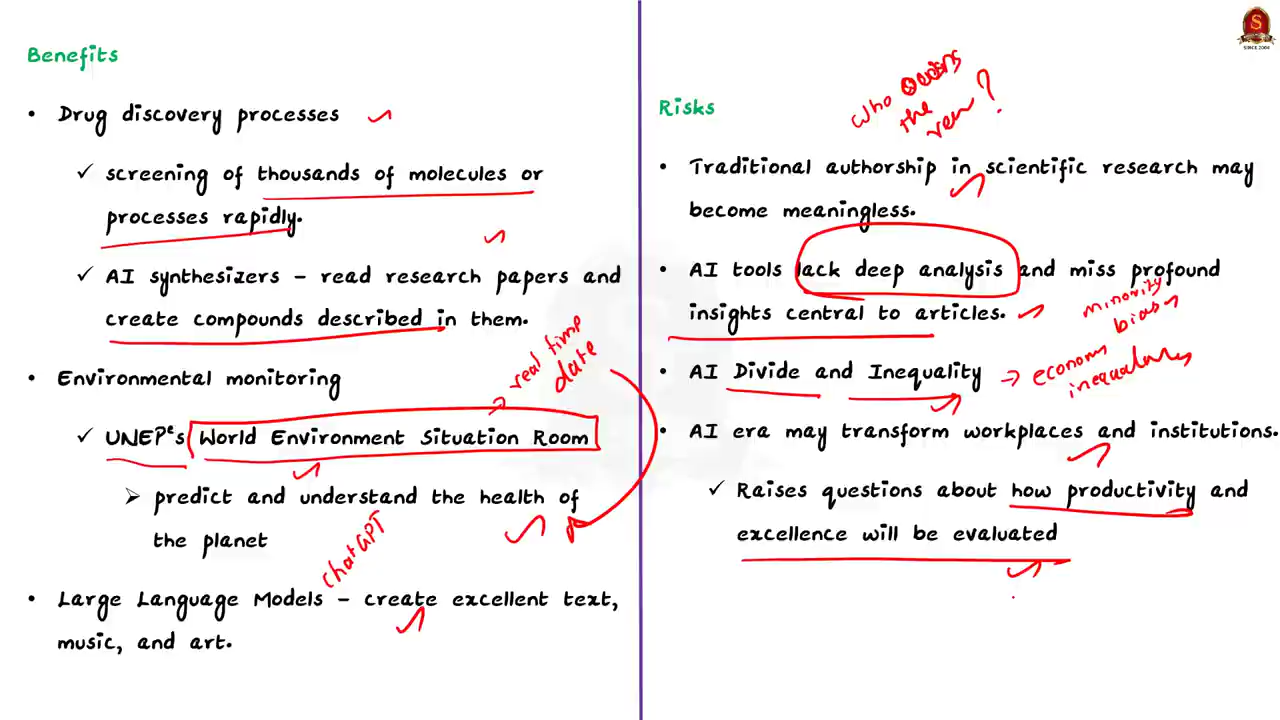 Benefits
• Drug discovery processes
✓ screening of thousands of molecules or
processes rapidly.
✓ AI synthesizers – read research papers and
create compounds described in them.
real time
date
• Environmental monitoring
✓ UNEP's World Environment Situation Room
➢ predict and understand the health of
the planet
chatGPT
• Large Language Models – create excellent text,
music, and art.
S
SINCE 2004
Who
the
?
Risks
• Traditional authorship in scientific research may
become meaningless.
• AI tools lack deep analysis and miss profound
insights central to articles.
minority
bias
• AI Divide and Inequality → economy
• AI era may transform workplaces and institutions.
✓ Raises questions about how productivity and
excellence will be evaluated